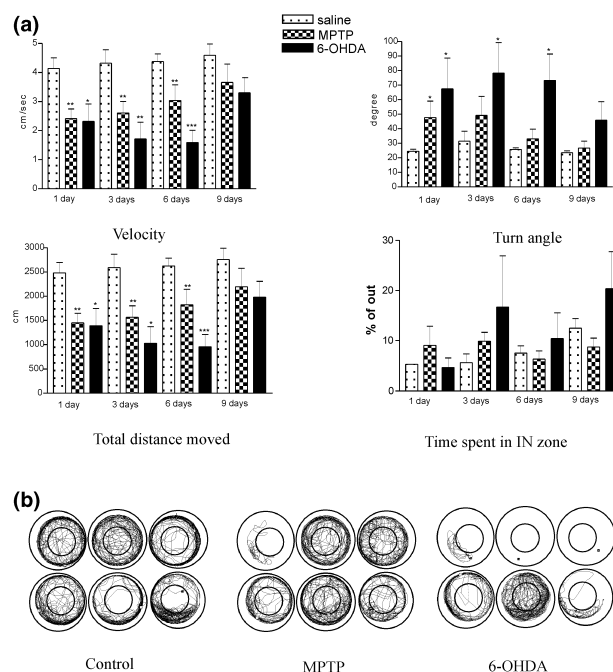 (a)
saline
MPTP
6-OHDA
5
4
3
2
1
0
cm/sec
** *
** **
** ***
1 day 3 days 6 days 9 days
Velocity
100
90
80
70
60
50
40
30
20
10
0
degree
* *
*
*
1 day 3 days 6 days 9 days
Turn angle
3000
2500
2000
1500
1000
500
0
cm
** *
** *
** ***
1 day 3 days 6 days 9 days
Total distance moved
30
20
10
0
% of out
1 day 3 days 6 days 9 days
Time spent in IN zone
(b)
Control MPTP 6-OHDA